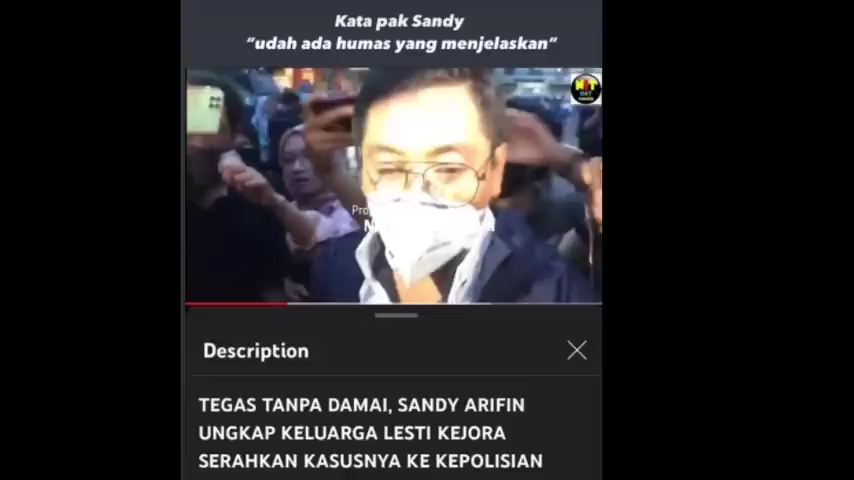 Kata pak Sandy
“udah ada humas yang menjelaskan”
Description
TEGAS TANPA DAMAI, SANDY ARIFIN
UNGKAP KELUARGA LESTI KEJORA
SERAHKAN KASUSNYA KE KEPOLISIAN